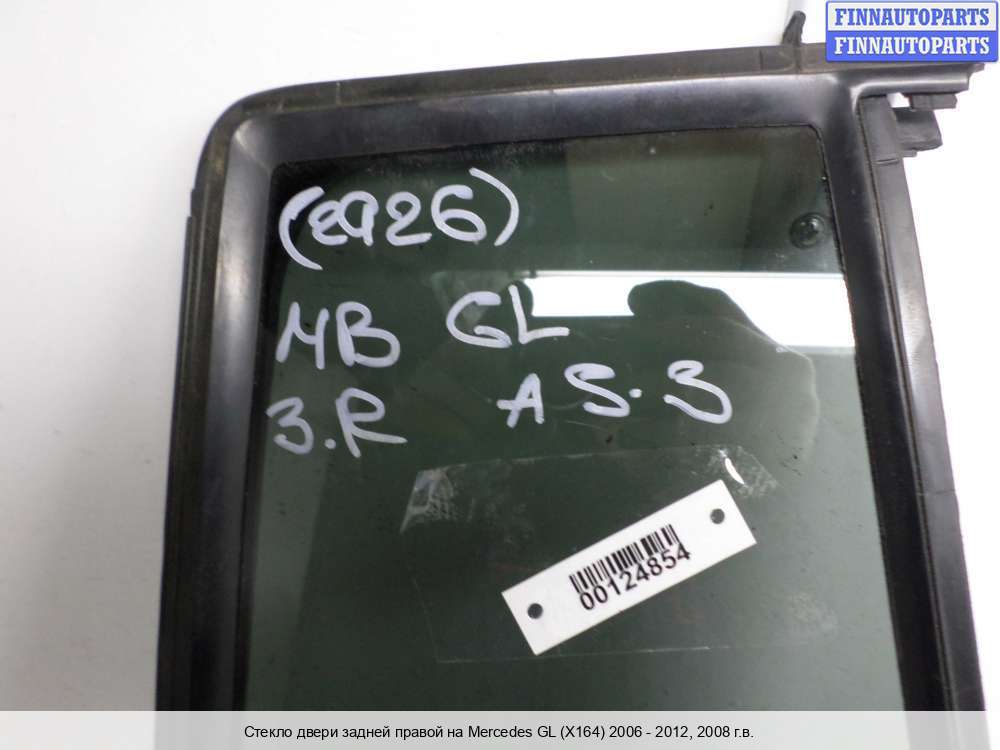 FINNAUTOPARTS
FINNAUTOPARTS
(2926)
MB GL
3.R AS.3
00124854
Стекло двери задней правой на Mercedes GL (X164) 2006 - 2012, 2008 г.в.